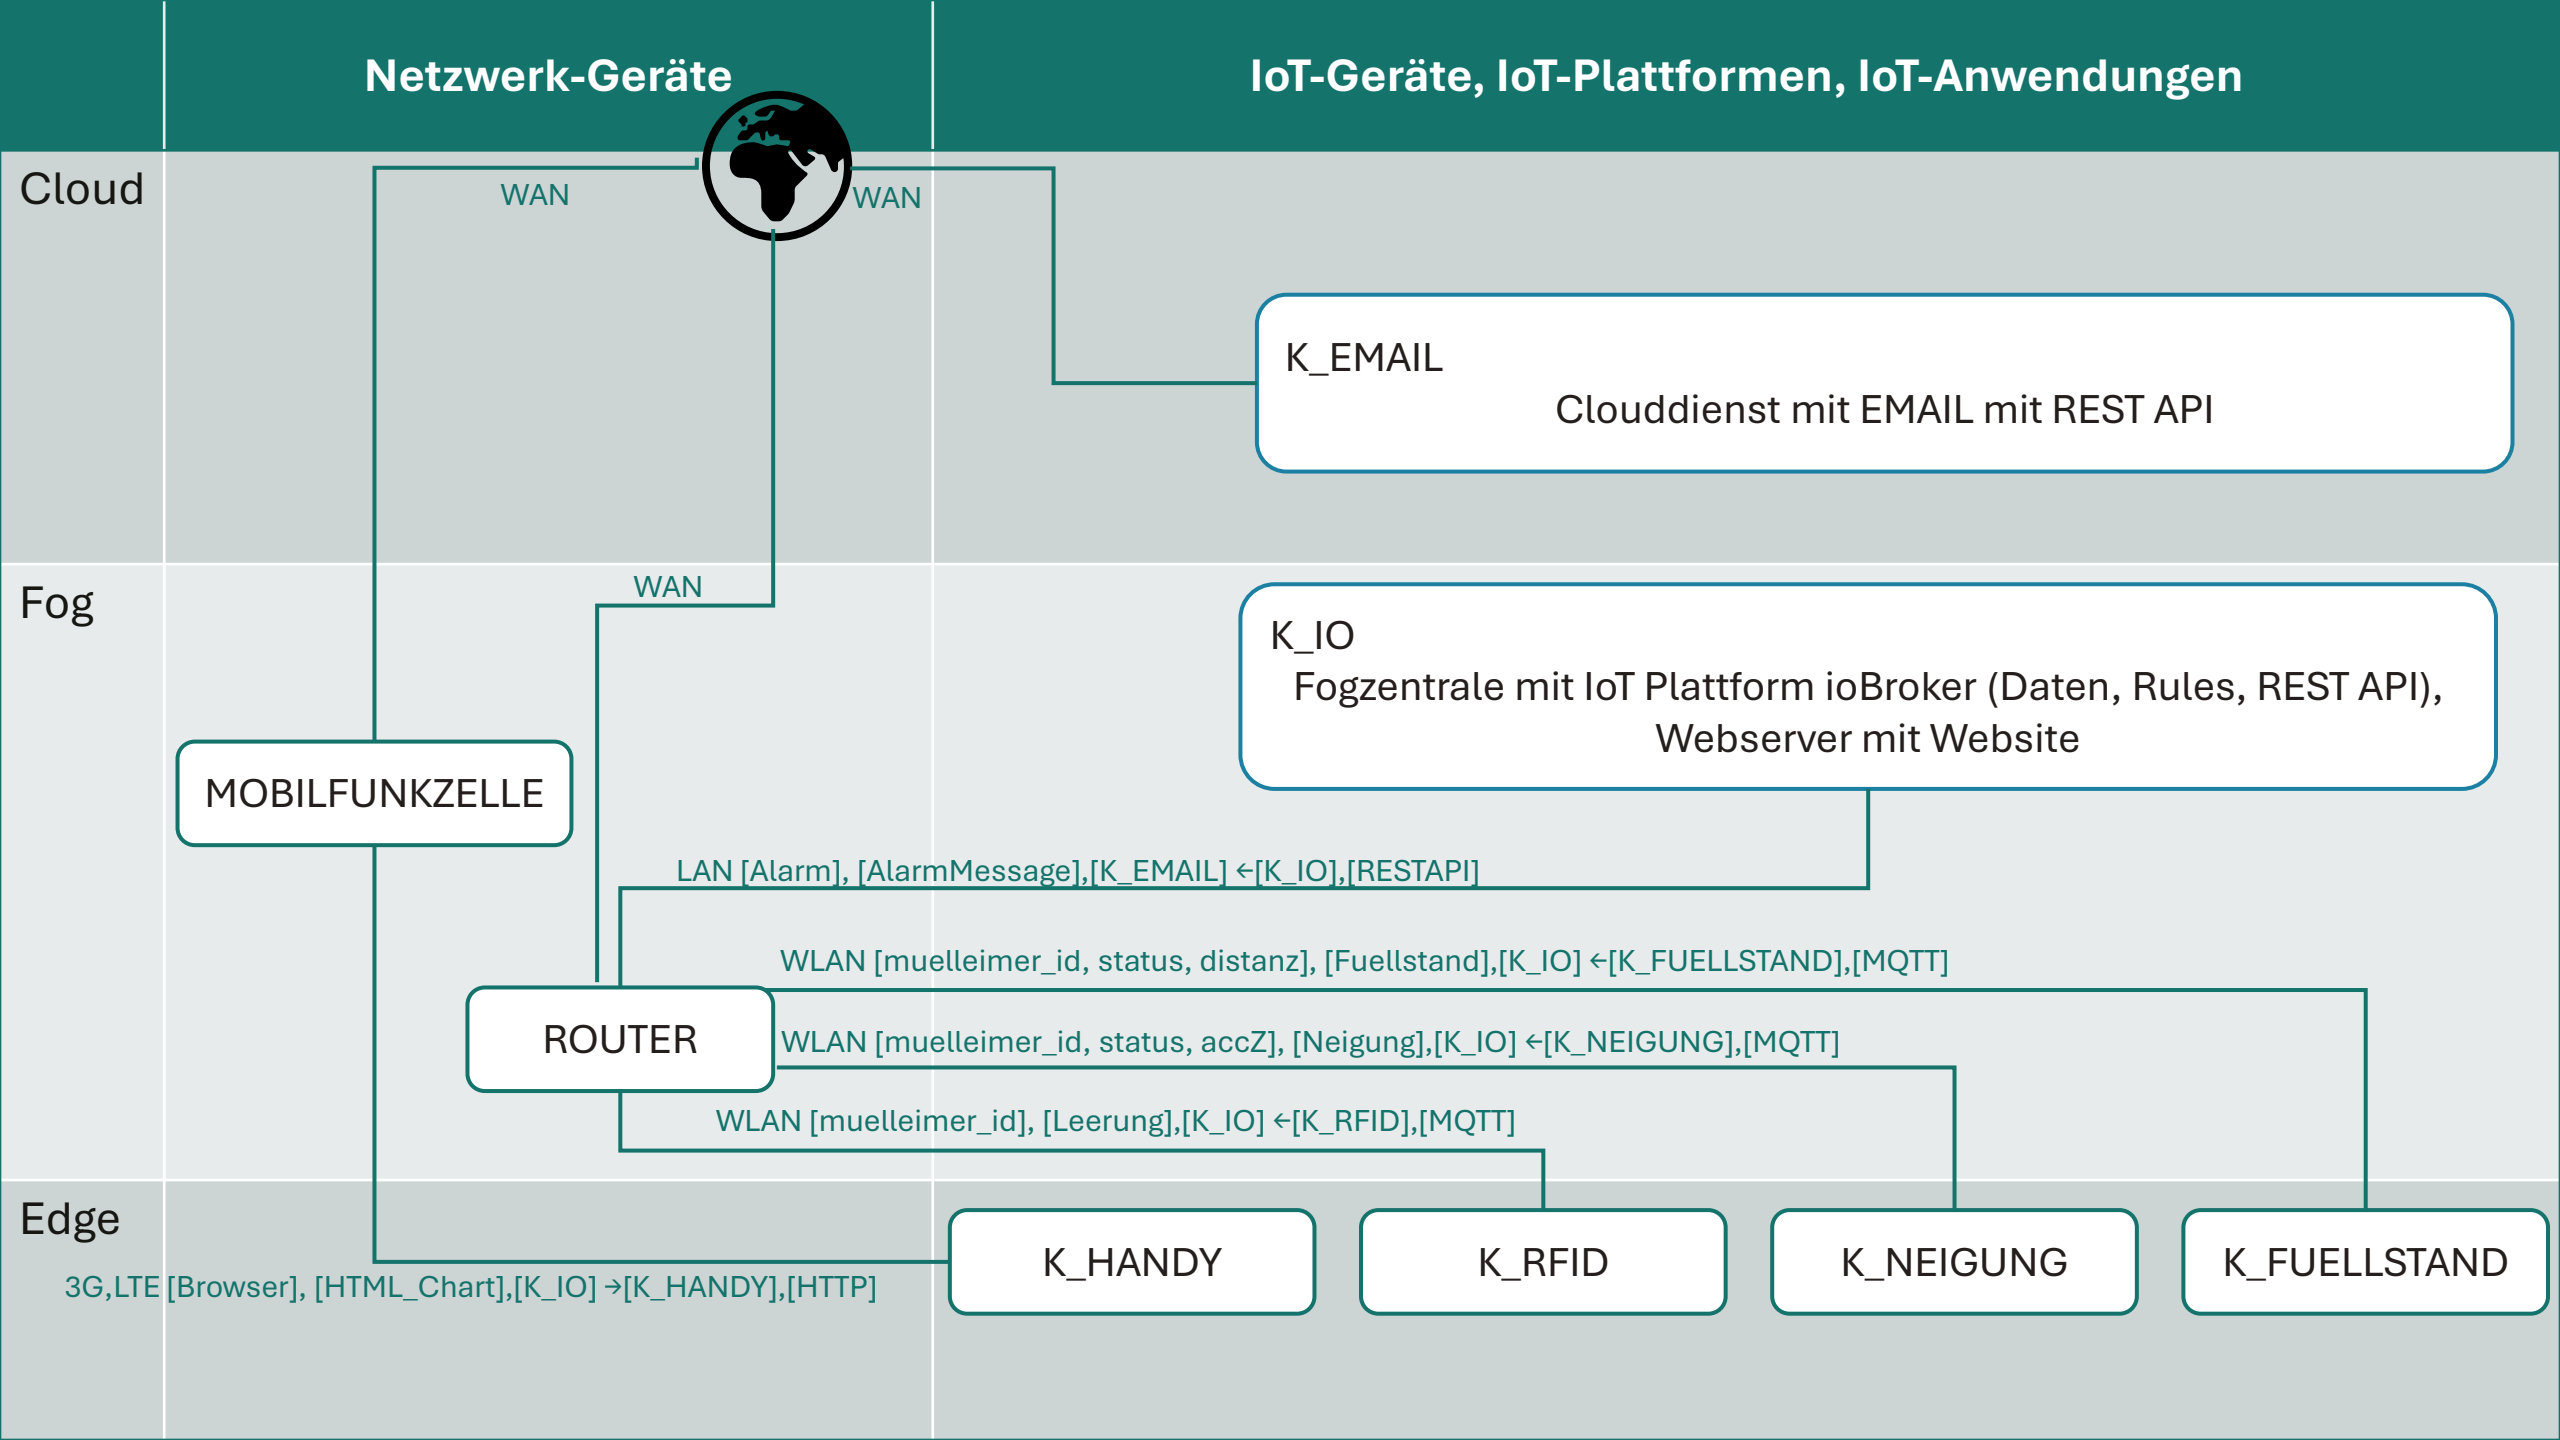 Netzwerk-Geräte
IoT-Geräte, IoT-Plattformen, IoT-Anwendungen
Cloud
WAN
WAN
K_EMAIL
Clouddienst mit EMAIL mit REST API
Fog
WAN
K_IO
Fogzentrale mit IoT Plattform ioBroker (Daten, Rules, REST API),
Webserver mit Website
MOBILFUNKZELLE
LAN [Alarm], [AlarmMessage],[K_EMAIL] ←[K_IO],[RESTAPI]
WLAN [muelleimer_id, status, distanz], [Fuellstand],[K_IO] ←[K_FUELLSTAND],[MQTT]
ROUTER
WLAN [muelleimer_id, status, accZ], [Neigung],[K_IO] ←[K_NEIGUNG],[MQTT]
WLAN [muelleimer_id], [Leerung],[K_IO] ←[K_RFID],[MQTT]
Edge
K_HANDY
K_RFID
K_NEIGUNG
K_FUELLSTAND
3G,LTE [Browser], [HTML_Chart],[K_IO] →[K_HANDY],[HTTP]